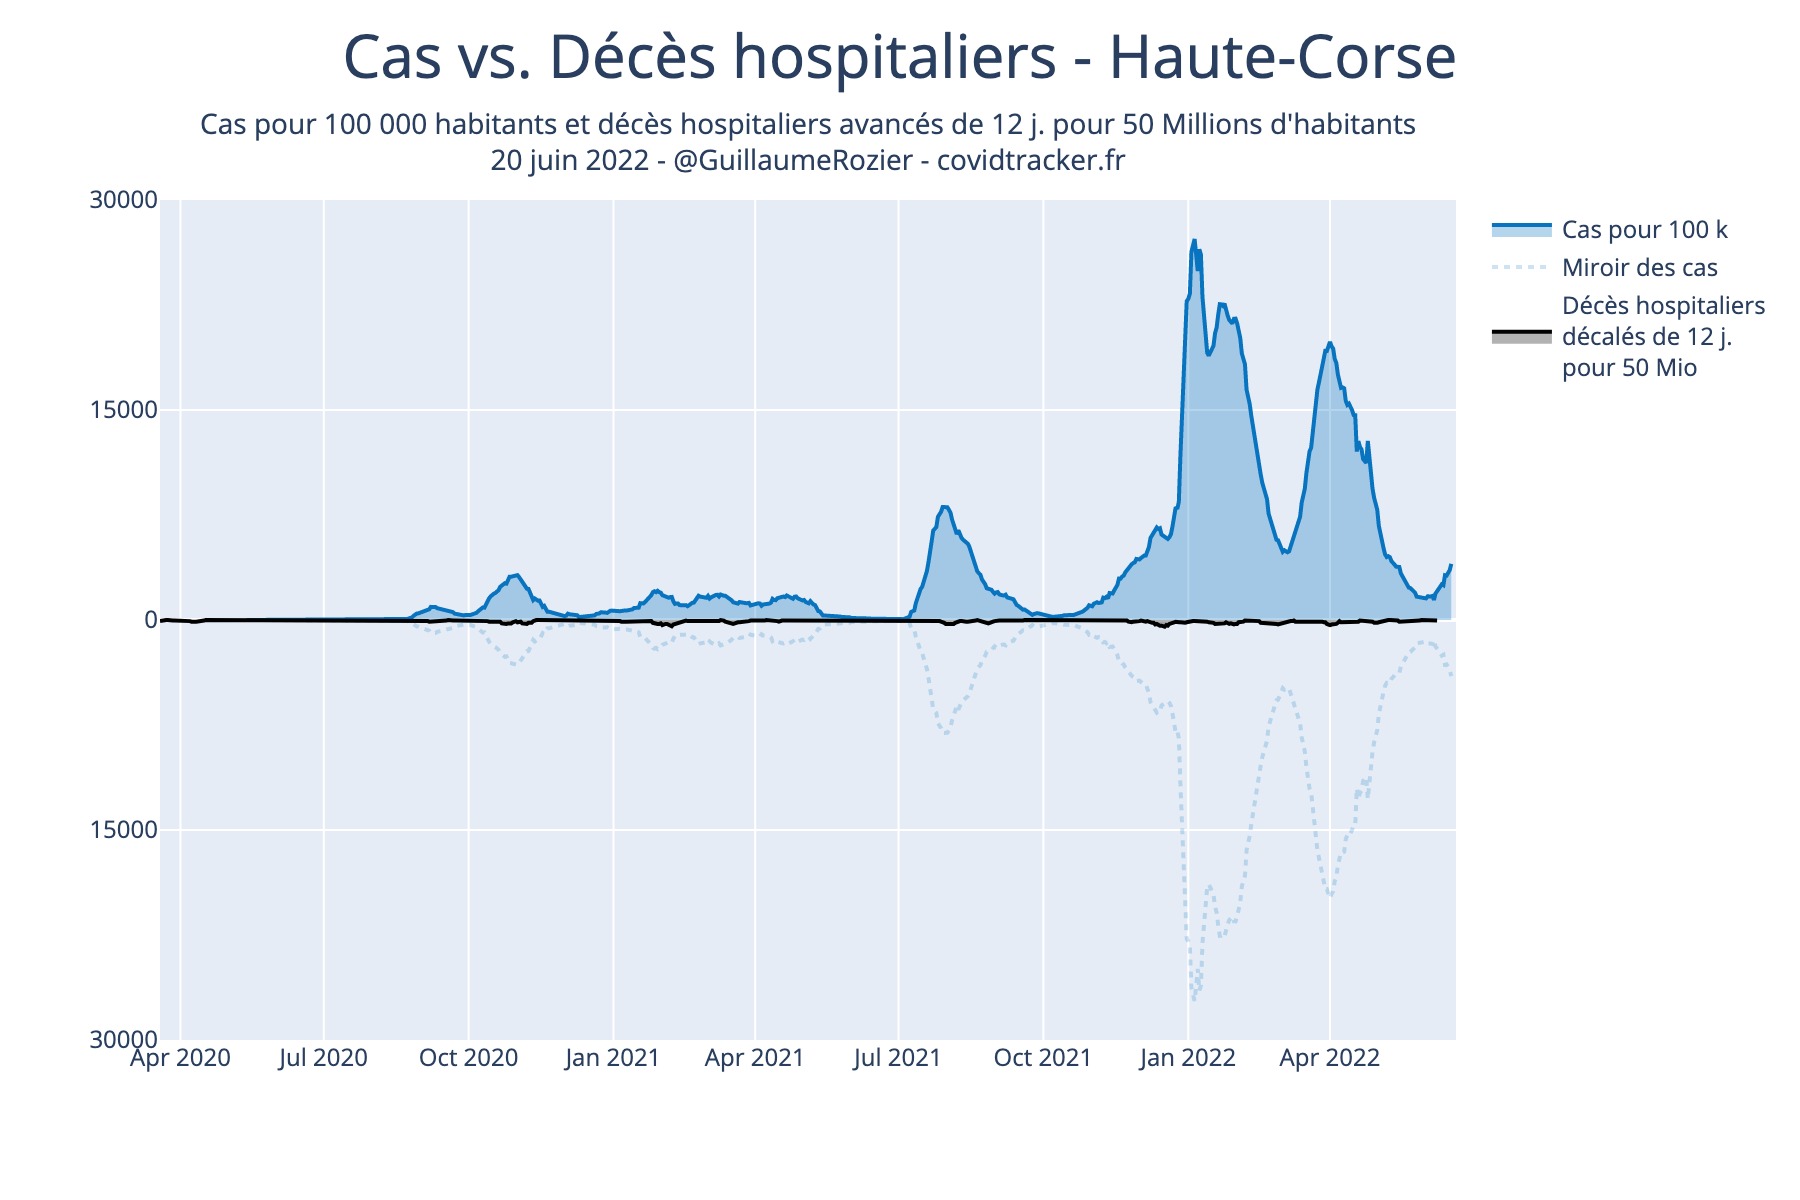 Cas vs. Décès hospitaliers - Haute-Corse
Cas pour 100 000 habitants et décès hospitaliers avancés de 12 j. pour 50 Millions d'habitants
20 juin 2022 - @GuillaumeRozier - covidtracker.fr
30000
15000
0
15000
30000
Apr 2020
Jul 2020
Oct 2020
Jan 2021
Apr 2021
Jul 2021
Oct 2021
Jan 2022
Apr 2022
Cas pour 100 k
Miroir des cas
Décès hospitaliers
décalés de 12 j.
pour 50 Mio